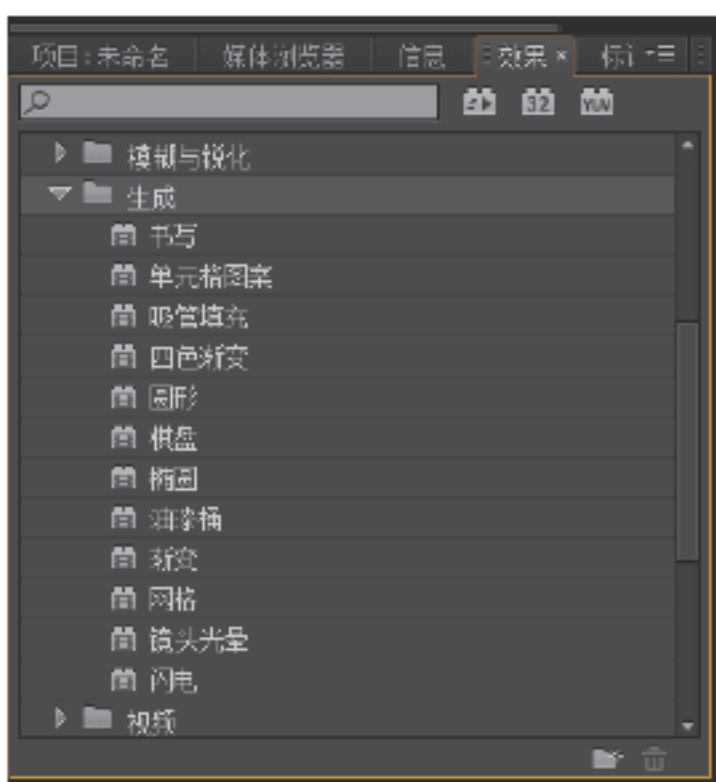 项目:未命名 媒体浏览器 信息 效果 × 标
32 YUV
模糊与锐化
生成
书写
单元格图案
吸管填充
四色渐变
圆形
棋盘
椭圆
油漆桶
渐变
网格
镜头光晕
闪电
视频